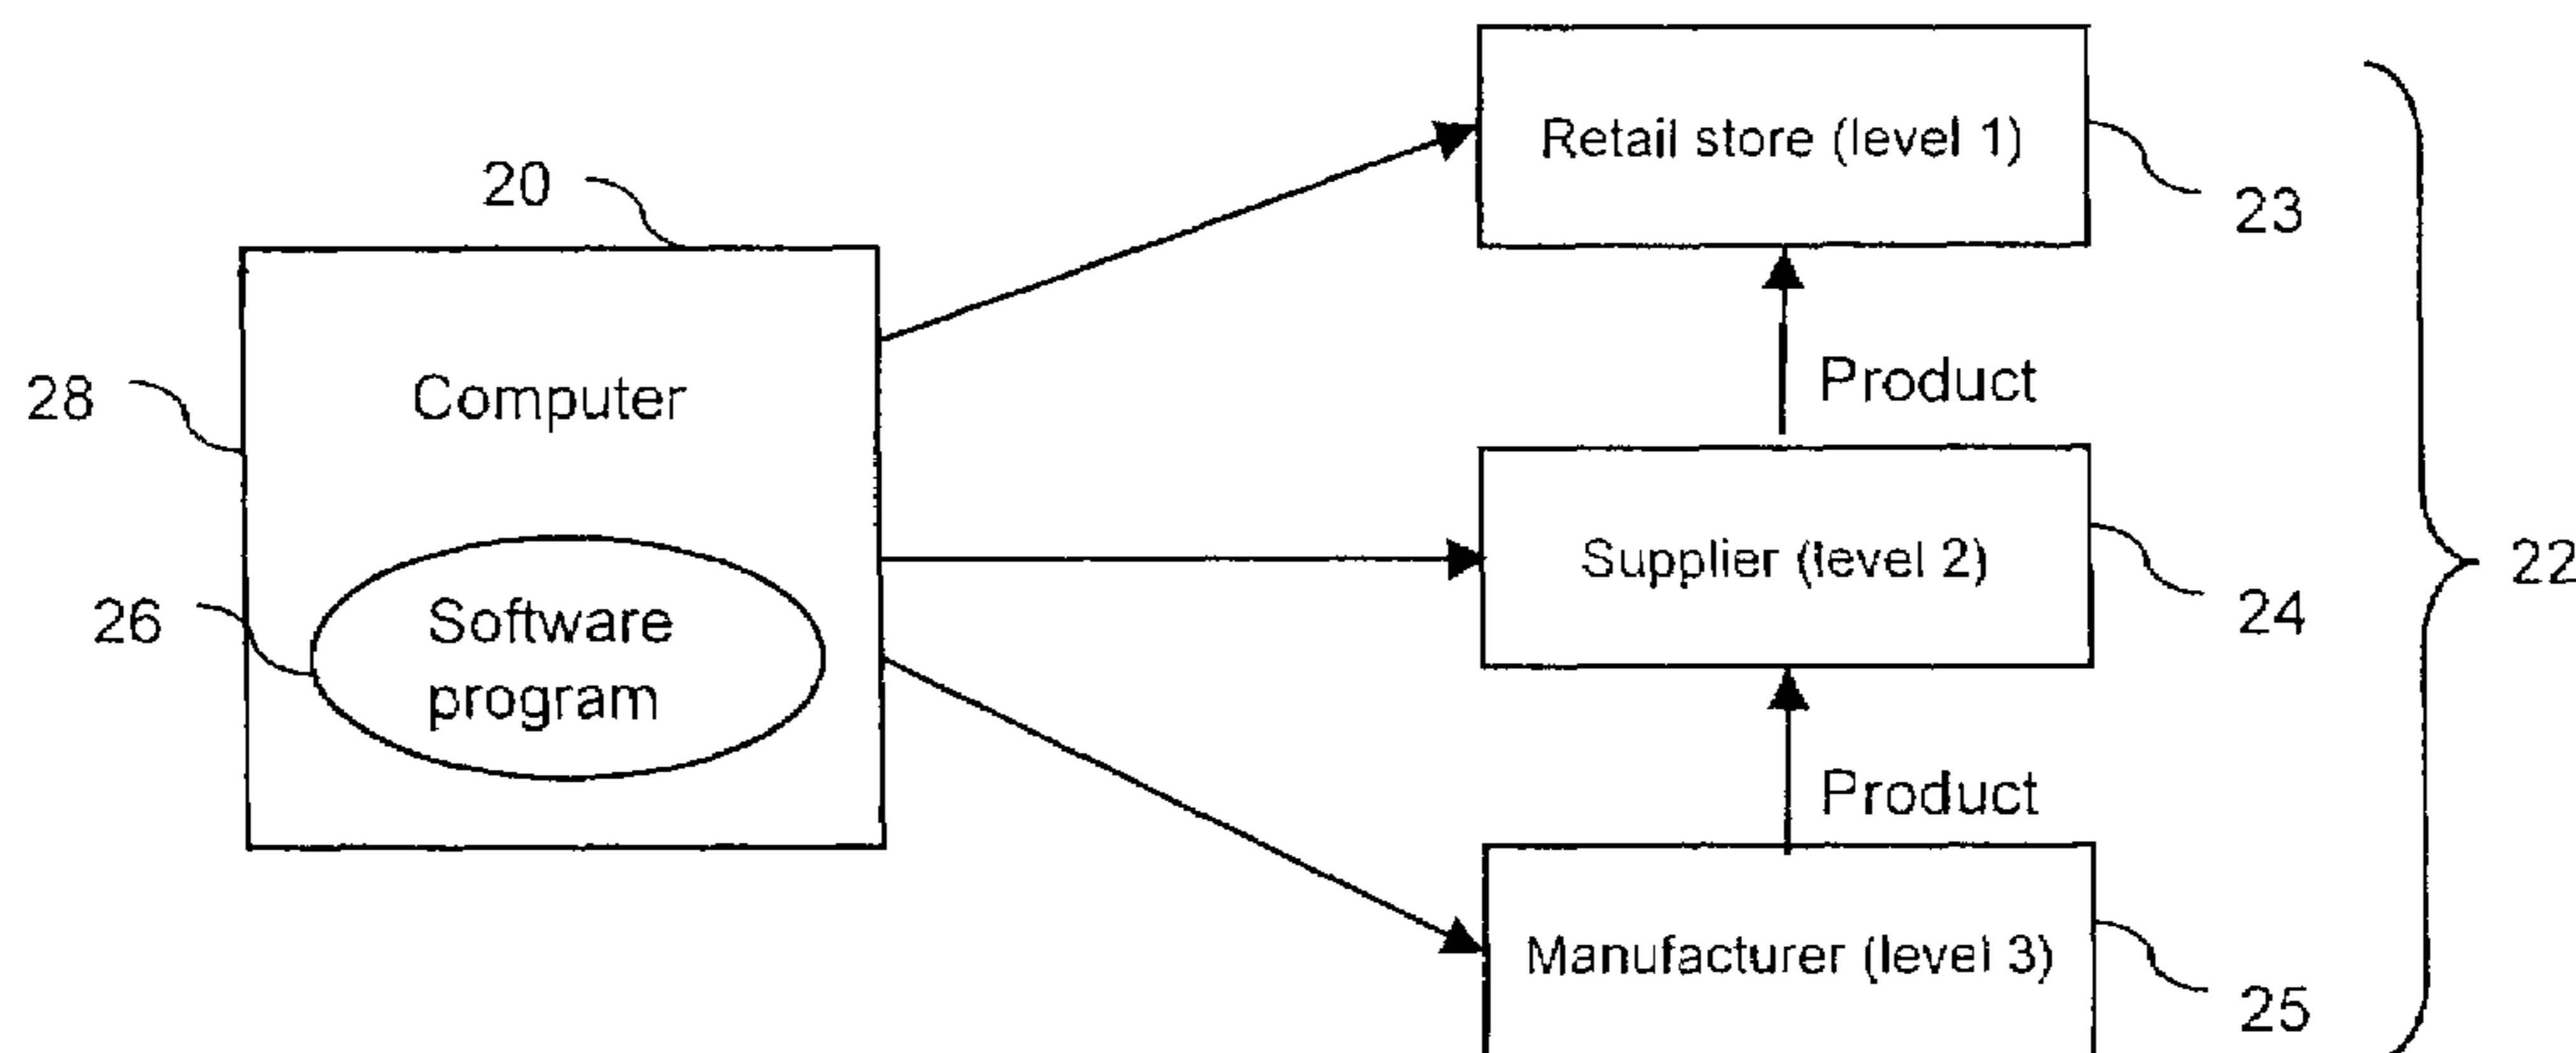 Retail store (level 1)
20
23
28
Computer
Product
Supplier (level 2)
22
26
Software
program
24
Product
Manufacturer (level 3)
25